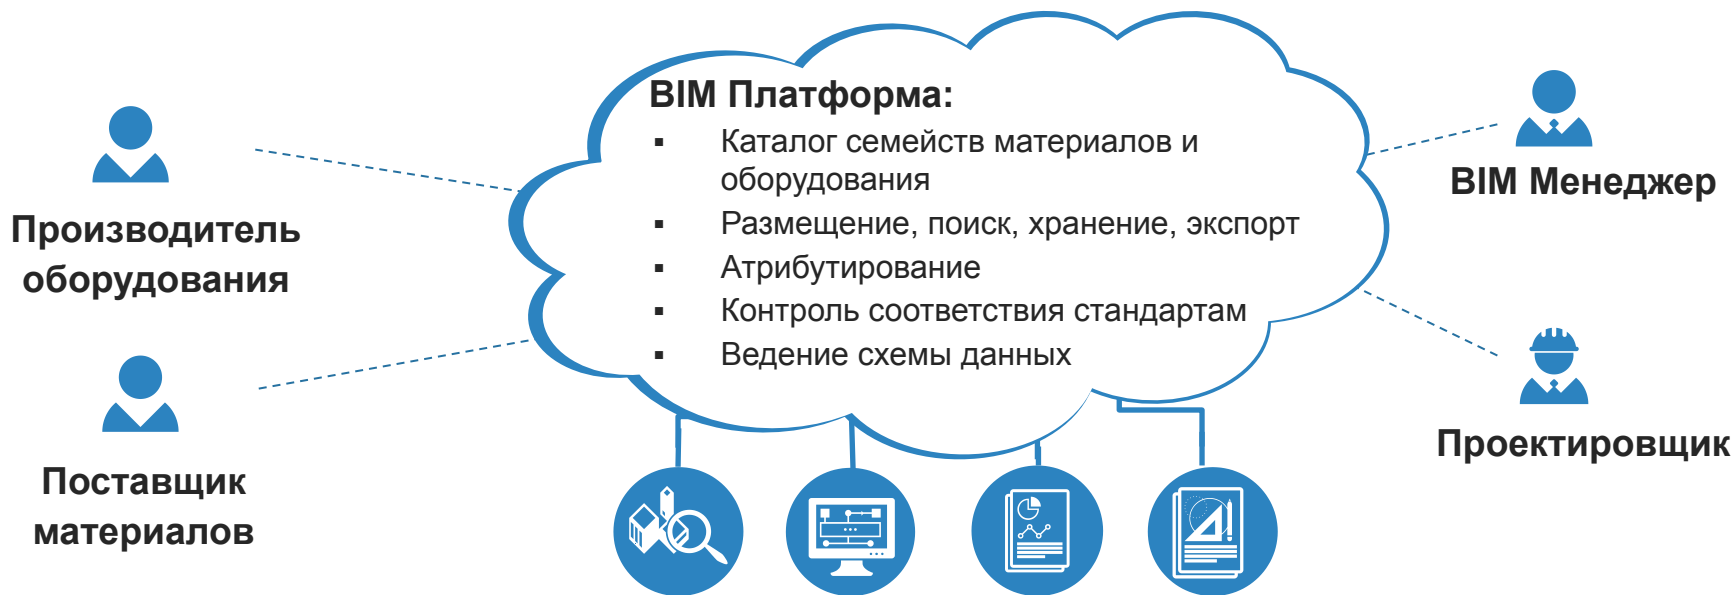 BIM Платформа:
▪ Каталог семейств материалов и
оборудования
▪ Размещение, поиск, хранение, экспорт
▪ Атрибутирование
▪ Контроль соответствия стандартам
▪ Ведение схемы данных
Производитель
оборудования
Поставщик
материалов
BIM Менеджер
Проектировщик